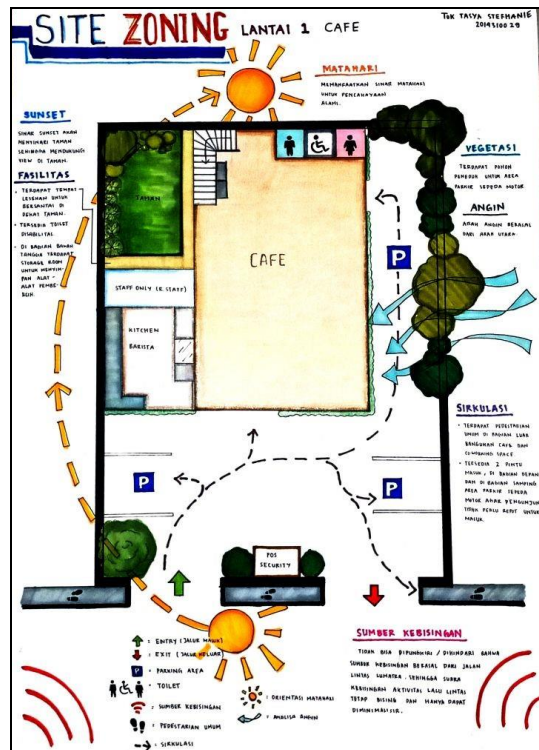 SITE ZONING LANTAI 1 CAFE
TOK TASYA STEPHANIE
2019310029
MATAHARI
MEMANFAATKAN SINAR MATAHARI
UNTUK PENCAHAYAAN
ALAMI.
SUNSET
SINAR SUNSET AKAN
MENYINARI TAMAN
SEHINGGA MENDUKUNG
VIEW DI TAMAN.
FASILITAS
• TERDAPAT TEMPAT
LESEHAN UNTUK
BERSANTAI DI
DEKAT TAMAN.
• TERSEDIA TOILET
DISABILITAS
• DI BAGIAN BAWAH
TANGGA TERDAPAT
STORAGE ROOM
UNTUK MENYIM-
PAN ALAT-
ALAT PEMBE-
SIH.
VEGETASI
TERDAPAT POHON
PENEDUH UNTUK AREA
PARKIR SEPEDA MOTOR
ANGIN
ARAH ANGIN BERASAL
DARI ARAH UTARA.
TAMAN
CAFE
P
STAFF ONLY (R. STAFF)
KITCHEN
BARISTA
SIRKULASI
• TERDAPAT PEDESTARIAN
UMUM DI BAGIAN LUAR
BANGUNAN CAFE DAN
COWORKING SPACE
• TERSEDIA 2 PINTU
MASUK, DI BAGIAN DEPAN
DAN DI BAGIAN SAMPING
AREA PARKIR SEPEDA
MOTOR AGAR PENGUNJUNG
TIDAK PERLU REPOT UNTUK
MASUK.
P
P
POS
SECURITY
: ENTRY (JALUR MASUK)
: EXIT (JALUR KELUAR)
P : PARKING AREA
: TOILET
: SUMBER KEBISINGAN
: PEDESTARIAN UMUM
: SIRKULASI
: ORIENTASI MATAHARI
: ANALISA ANGIN
SUMBER KEBISINGAN
TIDAK BISA DIPUNGKIRI / DIHINDARI BAHWA
SUMBER KEBISINGAN BERASAL DARI JALAN
LINTAS SUMATRA, SEHINGGA SUARA
KEBISINGAN AKTIVITAS LALU LINTAS
TETAP BISING DAN HANYA DAPAT
DIMINIMALISIR.